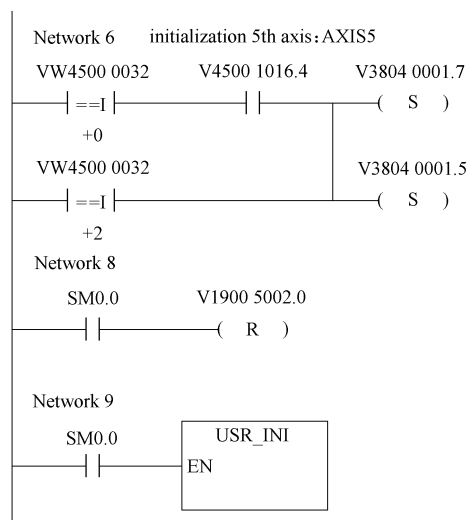 Network 6 initialization 5th axis：AXIS5
VW4500 0032 V4500 1016.4 V3804 0001.7
==I ( S )
+0
VW4500 0032 V3804 0001.5
==I ( S )
+2
Network 8
SM0.0 V1900 5002.0
( R )
Network 9
SM0.0 USR_INI
EN